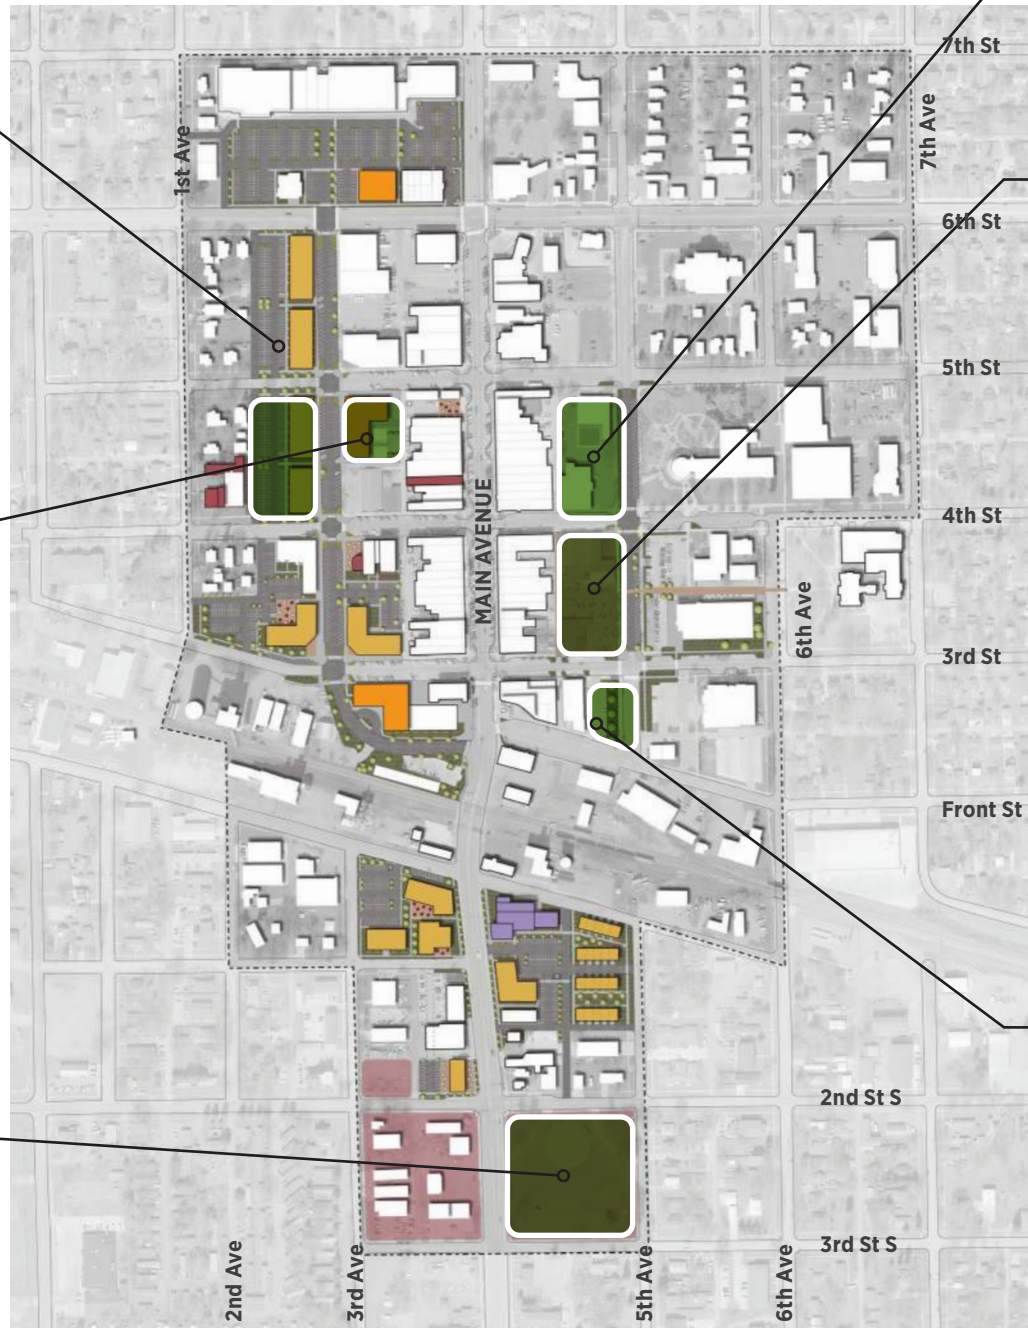 7th St
7th Ave
1st Ave
6th St
5th St
4th St
MAIN AVENUE
6th Ave
3rd St
Front St
2nd St S
3rd St S
2nd Ave
3rd Ave
5th Ave
6th Ave